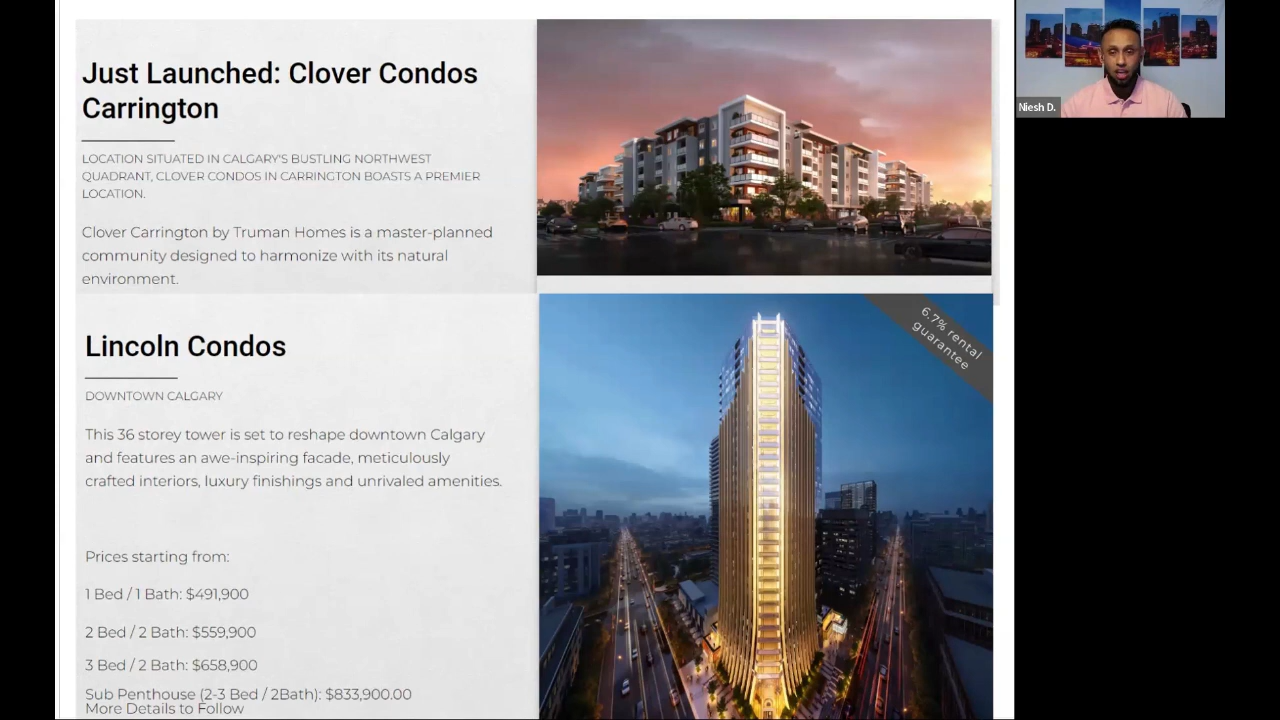 Just Launched: Clover Condos
Carrington
LOCATION SITUATED IN CALGARY'S BUSTLING NORTHWEST
QUADRANT, CLOVER CONDOS IN CARRINGTON BOASTS A PREMIER
LOCATION.
Clover Carrington by Truman Homes is a master-planned
community designed to harmonize with its natural
environment.
Lincoln Condos
DOWNTOWN CALGARY
This 36 storey tower is set to reshape downtown Calgary
and features an awe-inspiring facade, meticulously
crafted interiors, luxury finishings and unrivaled amenities.
Prices starting from:
1 Bed / 1 Bath: $491,900
2 Bed / 2 Bath: $559,900
3 Bed / 2 Bath: $658,900
Sub Penthouse (2-3 Bed / 2Bath): $833,900.00
More Details to Follow
6.7% rental
guarantee
Niesh D.